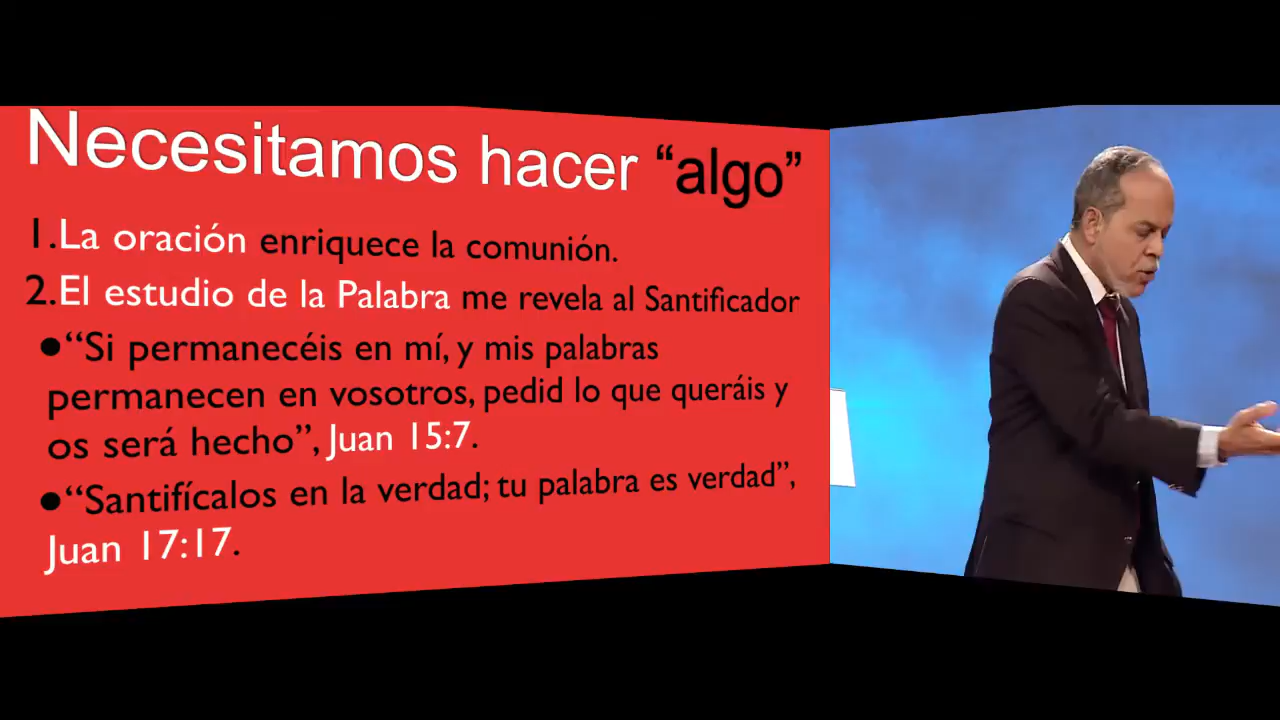 Necesitamos hacer “algo”
1.La oración enriquece la comunión.
2.El estudio de la Palabra me revela al Santificador
●“Si permanecéis en mí, y mis palabras
permanecen en vosotros, pedid lo que queráis y
os será hecho”, Juan 15:7.
●“Santifícalos en la verdad; tu palabra es verdad”,
Juan 17:17.